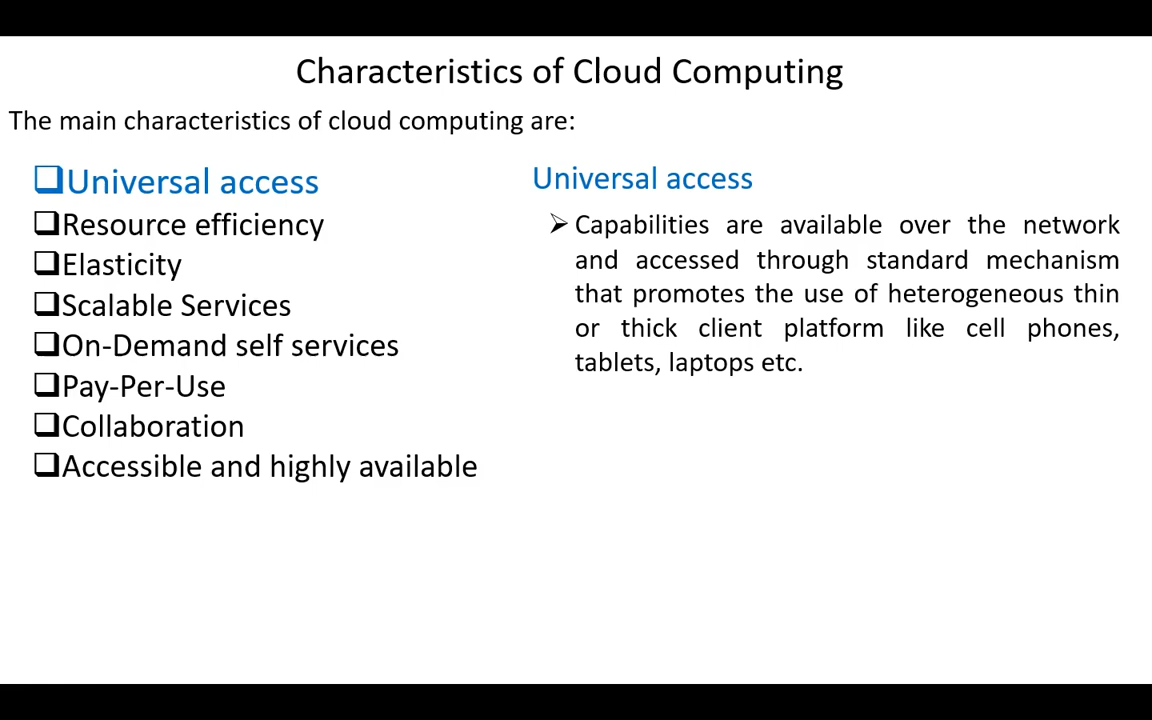 Characteristics of Cloud Computing
The main characteristics of cloud computing are:
❑Universal access
❑Resource efficiency
❑Elasticity
❑Scalable Services
❑On-Demand self services
❑Pay-Per-Use
❑Collaboration
❑Accessible and highly available
Universal access
➢ Capabilities are available over the network
and accessed through standard mechanism
that promotes the use of heterogeneous thin
or thick client platform like cell phones,
tablets, laptops etc.